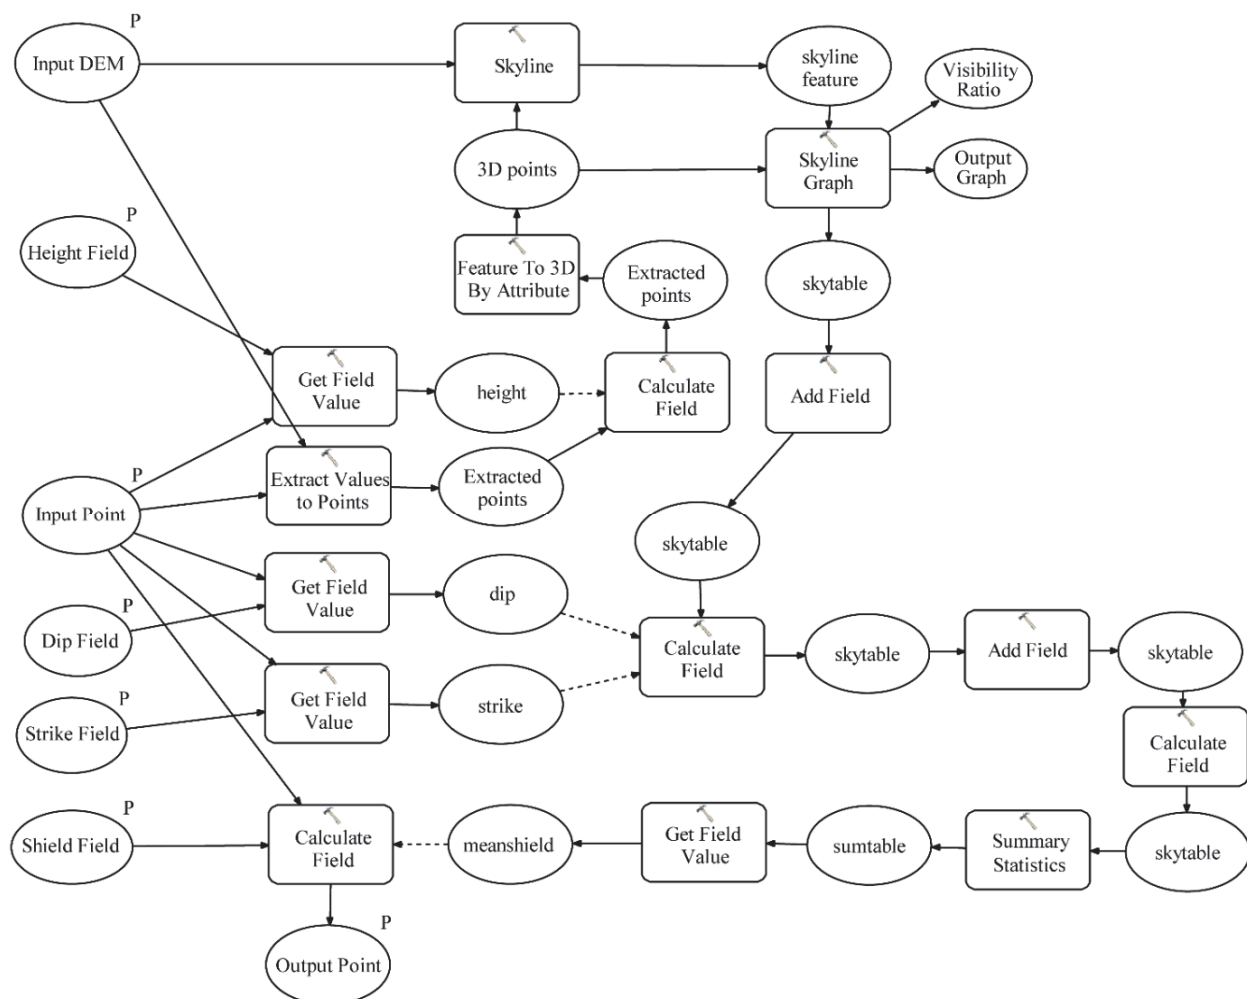 P
Input DEM
Skyline
skyline
feature
Visibility
Ratio
3D points
Skyline
Graph
Output
Graph
P
Height Field
Feature To 3D
By Attribute
Extracted
points
skytable
Get Field
Value
height
Calculate
Field
Add Field
P
Input Point
Extract Values
to Points
Extracted
points
skytable
Get Field
Value
dip
P
Dip Field
Calculate
Field
skytable
Add Field
skytable
P
Strike Field
Get Field
Value
strike
Calculate
Field
P
Shield Field
Calculate
Field
meanshield
Get Field
Value
sumtable
Summary
Statistics
skytable
P
Output Point